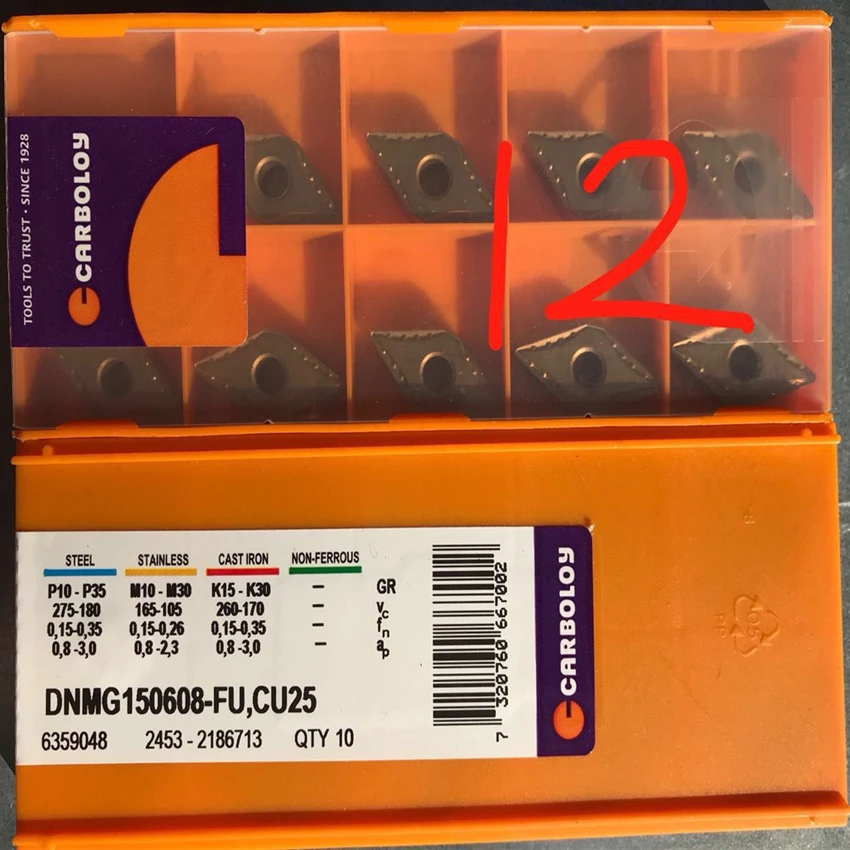 TOOLS TO TRUST · SINCE 1928
CARBOLOY
12
STEEL STAINLESS CAST IRON NON-FERROUS
P10 - P35 M10 - M30 K15 - K30 – GR
275-180 165-105 260-170 – vc
0,15-0,35 0,15-0,26 0,15-0,35 – fn
0,8 -3,0 0,8 -2,3 0,8 -3,0 – ap
DNMG150608-FU,CU25
6359048 2453 - 2186713 QTY 10
7 320760 667002
CARBOLOY
05
PP